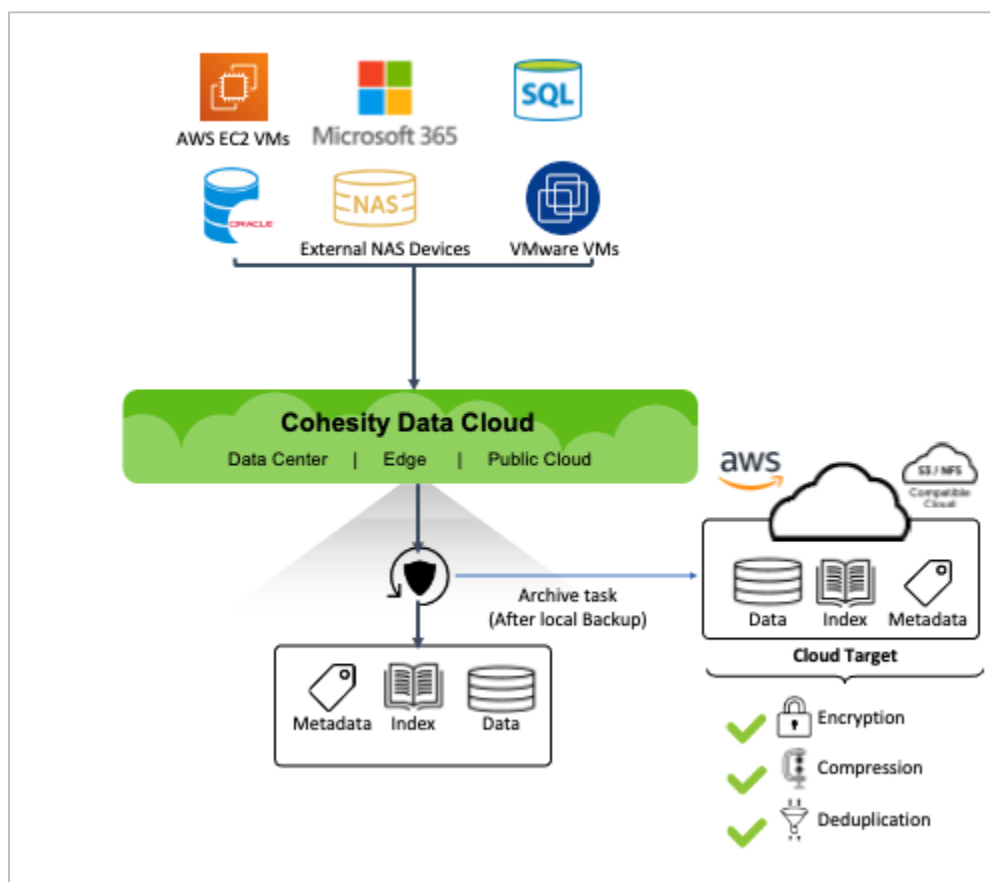 SQL
AWS EC2 VMs
Microsoft 365
ORACLE
NAS
External NAS Devices
VMware VMs
Cohesity Data Cloud
Data Center | Edge | Public Cloud
aws
S3 / NFS
Compatible
Cloud
Archive task
(After local Backup)
Data
Index
Metadata
Cloud Target
Metadata
Index
Data
Encryption
Compression
Deduplication